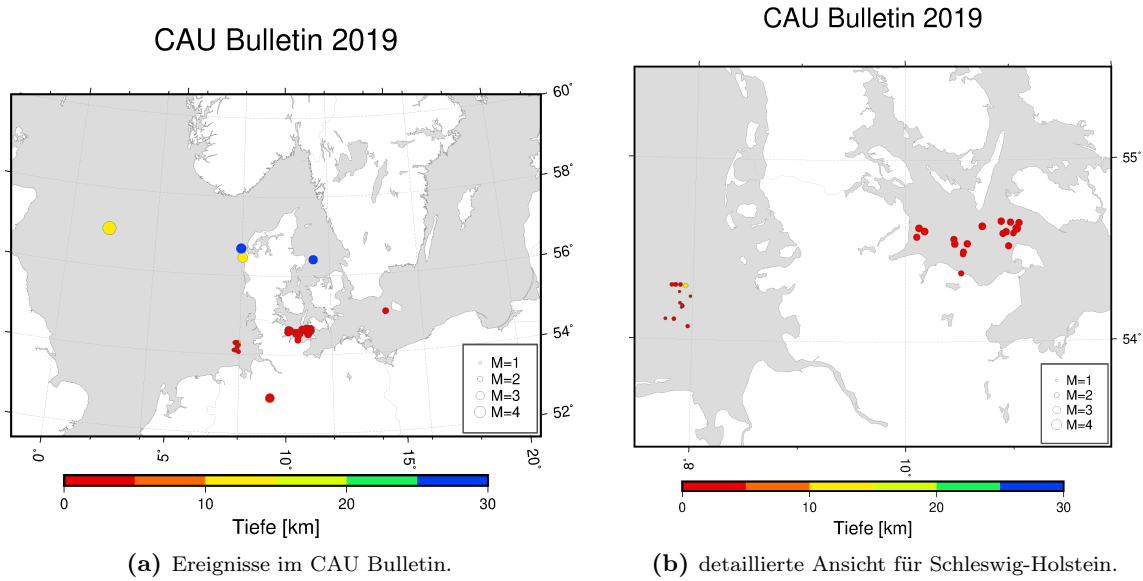 CAU Bulletin 2019
60°
58°
56°
54°
52°
M=1
M=2
M=3
M=4
0°
5°
10°
15°
20°
0
10
20
30
Tiefe [km]
(a) Ereignisse im CAU Bulletin.
CAU Bulletin 2019
55°
54°
M=1
M=2
M=3
M=4
8°
10°
0
10
20
30
Tiefe [km]
(b) detaillierte Ansicht für Schleswig-Holstein.